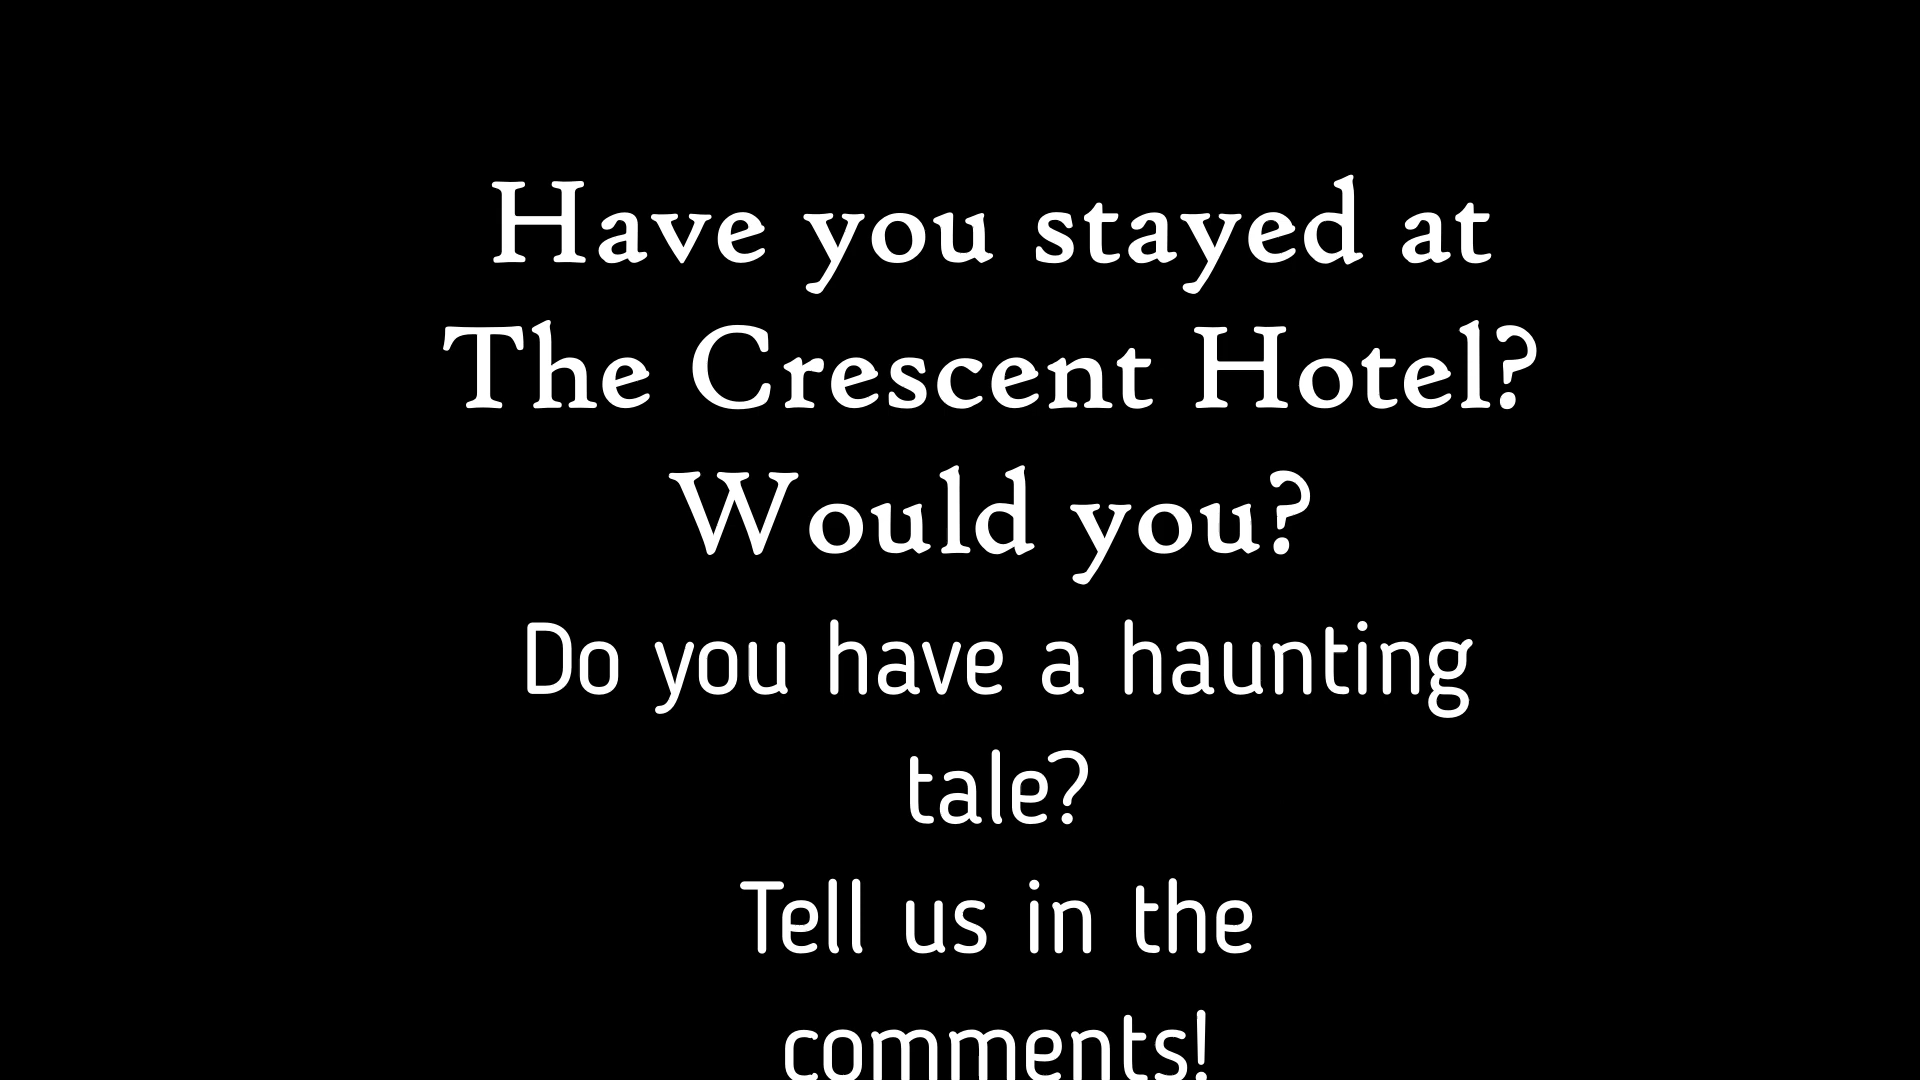 Have you stayed at
The Crescent Hotel?
Would you?
Do you have a haunting
tale?
Tell us in the
comments!